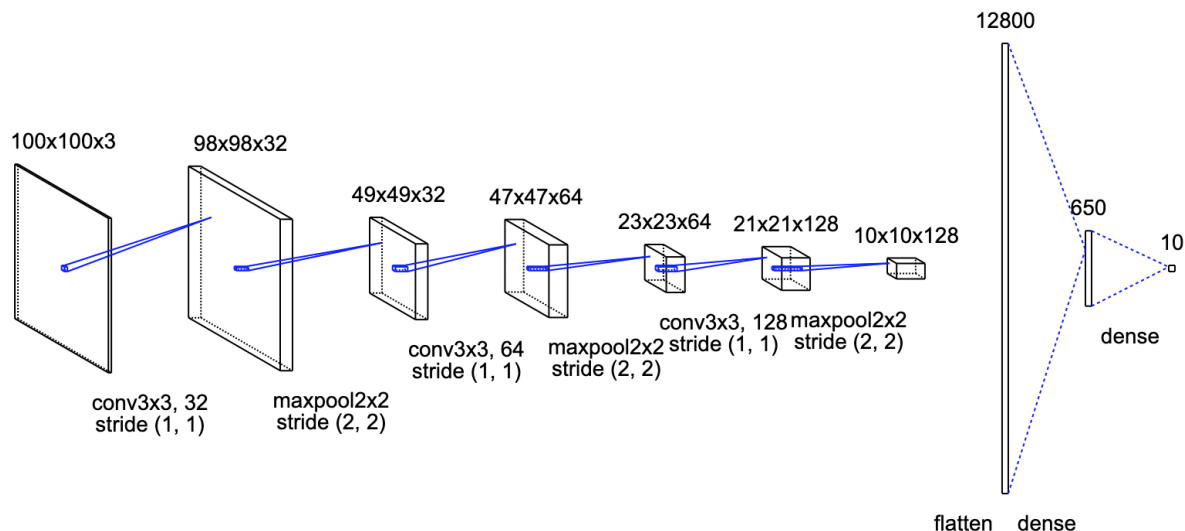 12800
100x100x3
98x98x32
49x49x32
47x47x64
23x23x64
21x21x128
10x10x128
650
10
conv3x3, 32
stride (1, 1)
maxpool2x2
stride (2, 2)
conv3x3, 64
stride (1, 1)
maxpool2x2
stride (2, 2)
conv3x3, 128
stride (1, 1)
maxpool2x2
stride (2, 2)
dense
flatten
dense